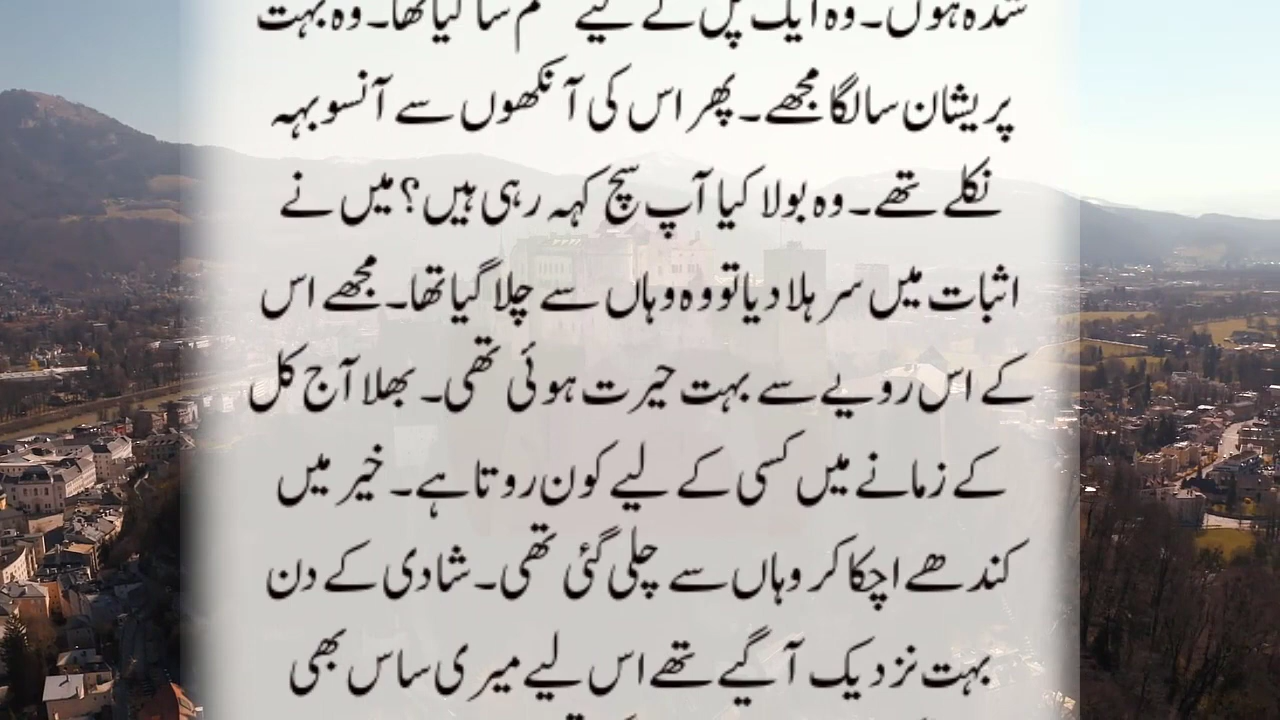 شدہ ہوں۔ وہ ایک پل کے لیے تھم سا گیا تھا۔ وہ بہت
پریشان سا لگا مجھے۔ پھر اس کی آنکھوں سے آنسو بہہ
نکلے تھے۔ وہ بولا کیا آپ سچ کہہ رہی ہیں؟ میں نے
اثبات میں سر ہلا دیا تو وہ وہاں سے چلا گیا تھا۔ مجھے اس
کے اس رویے سے بہت حیرت ہوئی تھی۔ بھلا آج کل
کے زمانے میں کسی کے لیے کون روتا ہے۔ خیر میں
کندھے اچکا کر وہاں سے چلی گئی تھی۔ شادی کے دن
بہت نزدیک آ گیے تھے اس لیے میری ساس بھی